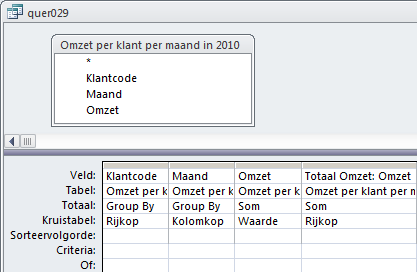 quer029
Omzet per klant per maand in 2010
*
Klantcode
Maand
Omzet
Veld: Klantcode Maand Omzet Totaal Omzet: Omzet
Tabel: Omzet per k Omzet per k Omzet per k Omzet per klant per m
Totaal: Group By Group By Som Som
Kruistabel: Rijkop Kolomkop Waarde Rijkop
Sorteervolgorde:
Criteria:
Of: